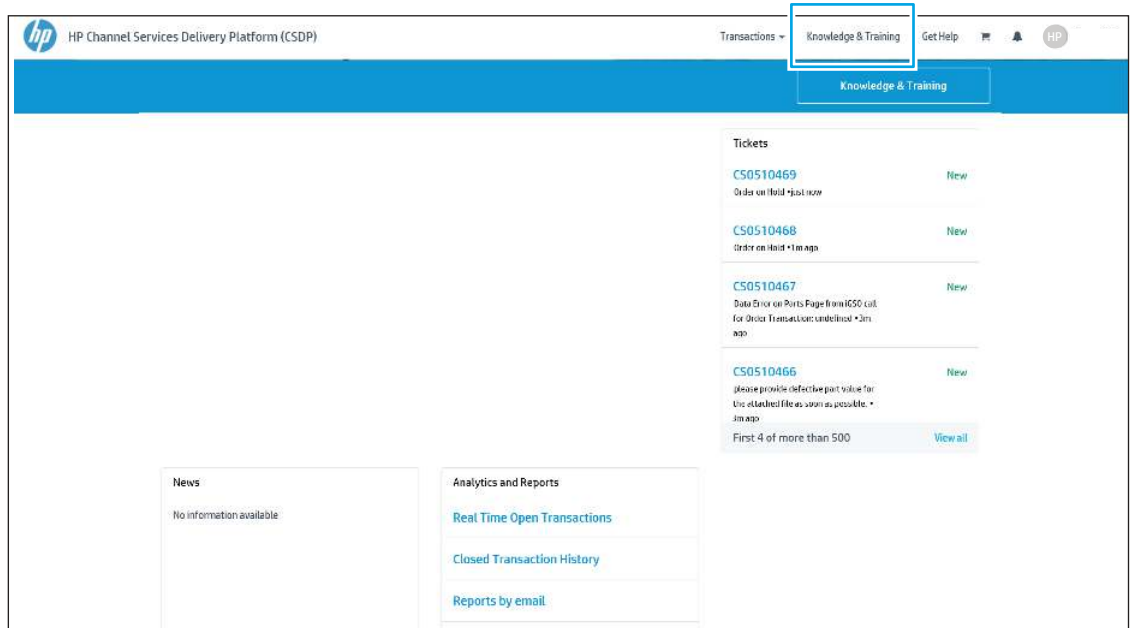 hp HP Channel Services Delivery Platform (CSDP) Transactions Knowledge & Training Get Help HP
Knowledge & Training
Tickets
CS0510469 New
Order on Hold •just now
CS0510468 New
Order on Hold •1m ago
CS0510467 New
Data Error on Parts Page from iGSO call
for Order Transaction: undefined •3m
ago
CS0510466 New
please provide defective part value for
the attached file as soon as possible. •
3m ago
First 4 of more than 500 View all
News
No information available
Analytics and Reports
Real Time Open Transactions
Closed Transaction History
Reports by email